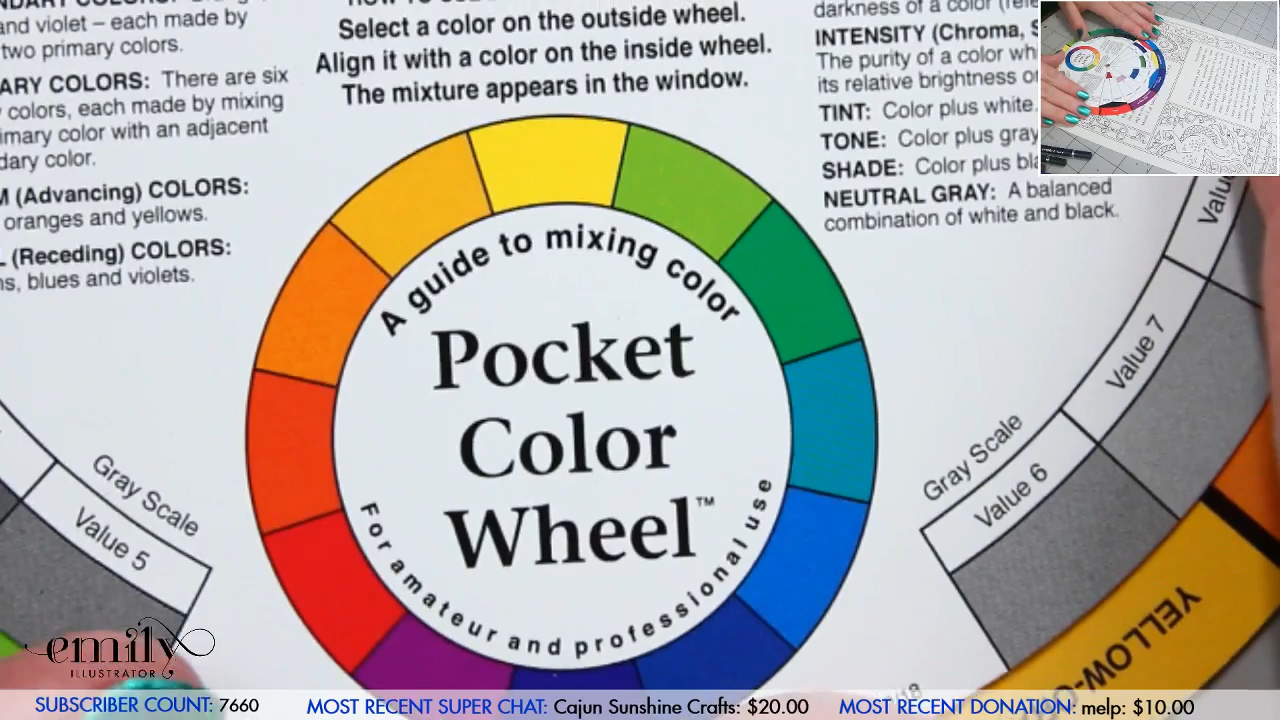 NDARY COLORS:
and violet – each made by
two primary colors.
ARY COLORS: There are six
colors, each made by mixing
imary color with an adjacent
dary color.
M (Advancing) COLORS:
oranges and yellows.
L (Receding) COLORS:
ns, blues and violets.
Select a color on the outside wheel.
Align it with a color on the inside wheel.
The mixture appears in the window.
darkness of a color (rele
INTENSITY (Chroma, S
The purity of a color wh
its relative brightness or
TINT: Color plus white.
TONE: Color plus gray
SHADE: Color plus bla
NEUTRAL GRAY: A balanced
combination of white and black.
A guide to mixing color
Pocket
Color
Wheel™
For amateur and professional use
Gray Scale
Value 5
Gray Scale
Value 6
Value 7
Valu
YELLOW-O
emily
ILLUSTRATOR
SUBSCRIBER COUNT: 7660
MOST RECENT SUPER CHAT: Cajun Sunshine Crafts: $20.00
MOST RECENT DONATION: melp: $10.00